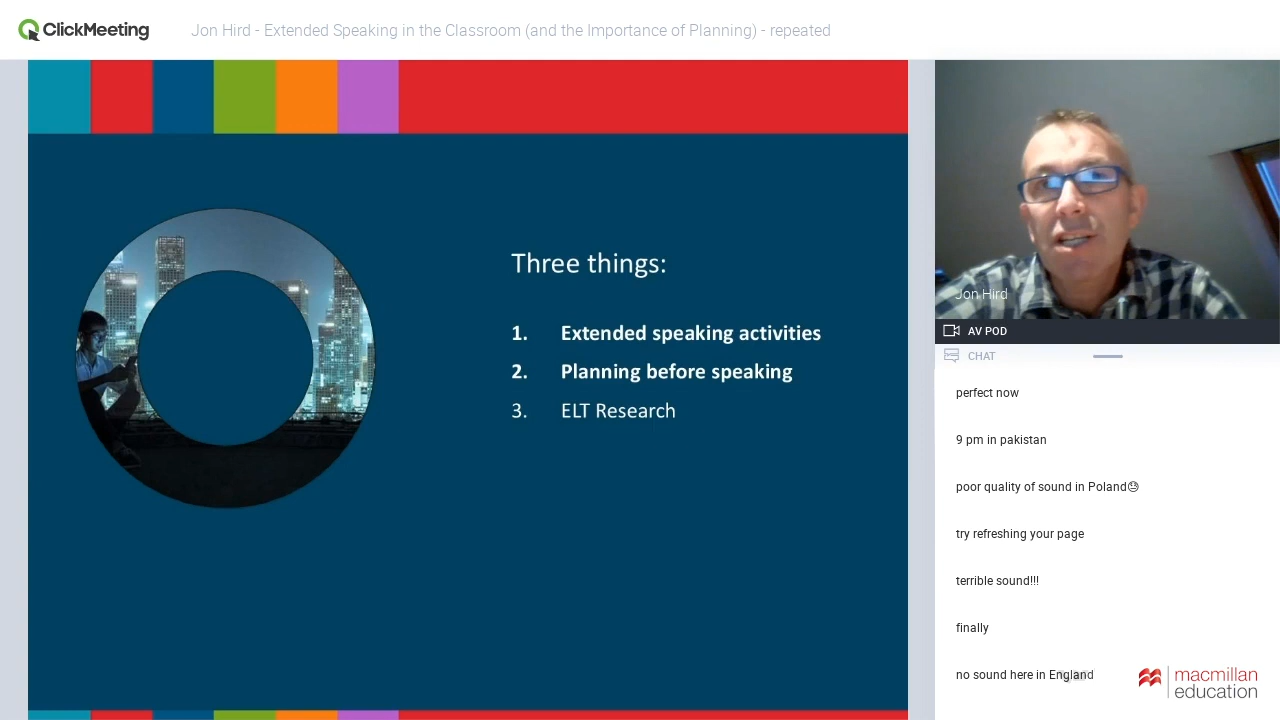 ClickMeeting
Jon Hird - Extended Speaking in the Classroom (and the Importance of Planning) - repeated
Three things:
1. Extended speaking activities
2. Planning before speaking
3. ELT Research
Jon Hird
AV POD
CHAT
perfect now
9 pm in pakistan
poor quality of sound in Poland😓
try refreshing your page
terrible sound!!!
finally
no sound here in England
macmillan
education